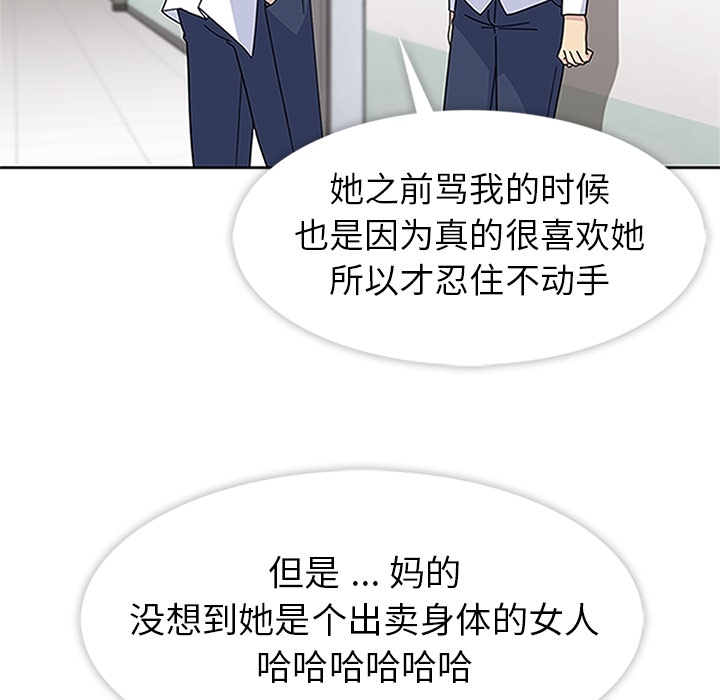 她之前骂我的时候
也是因为真的很喜欢她
所以才忍住不动手
但是 ... 妈的
没想到她是个出卖身体的女人
哈哈哈哈哈哈